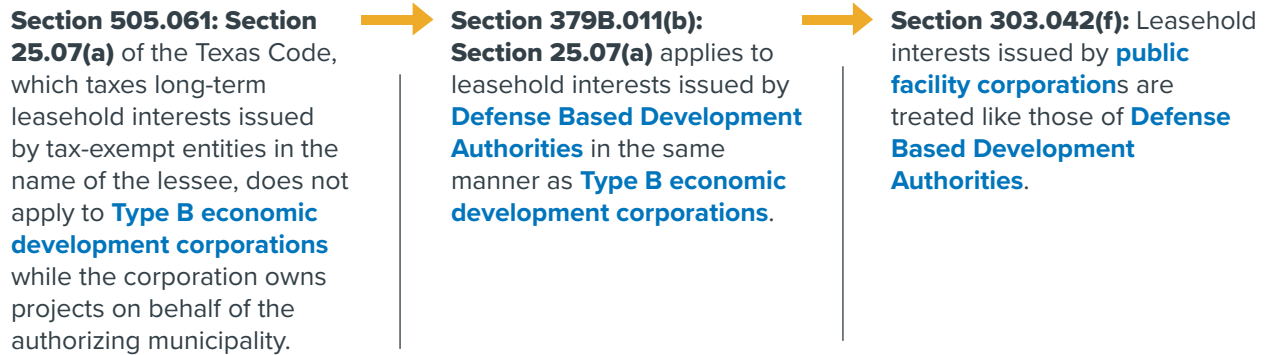 Section 505.061: Section
25.07(a) of the Texas Code,
which taxes long-term
leasehold interests issued
by tax-exempt entities in the
name of the lessee, does not
apply to Type B economic
development corporations
while the corporation owns
projects on behalf of the
authorizing municipality.
Section 379B.011(b):
Section 25.07(a) applies to
leasehold interests issued by
Defense Based Development
Authorities in the same
manner as Type B economic
development corporations.
Section 303.042(f): Leasehold
interests issued by public
facility corporations are
treated like those of Defense
Based Development
Authorities.